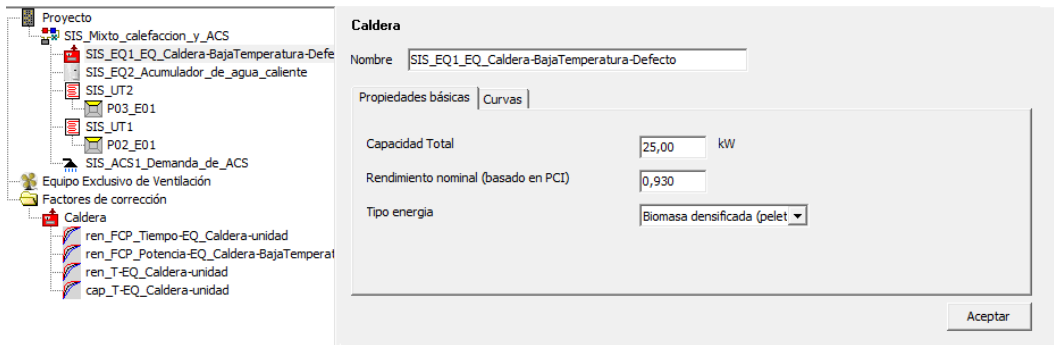 Proyecto
SIS_Mixto_calefaccion_y_ACS
SIS_EQ1_EQ_Caldera-BajaTemperatura-Defe
SIS_EQ2_Acumulador_de_agua_caliente
SIS_UT2
P03_E01
SIS_UT1
P02_E01
SIS_ACS1_Demanda_de_ACS
Equipo Exclusivo de Ventilación
Factores de corrección
Caldera
ren_FCP_Tiempo-EQ_Caldera-unidad
ren_FCP_Potencia-EQ_Caldera-BajaTemperat
ren_T-EQ_Caldera-unidad
cap_T-EQ_Caldera-unidad
Caldera
Nombre SIS_EQ1_EQ_Caldera-BajaTemperatura-Defecto
Propiedades básicas Curvas
Capacidad Total 25,00 kW
Rendimiento nominal (basado en PCI) 0,930
Tipo energia Biomasa densificada (pelet
Aceptar